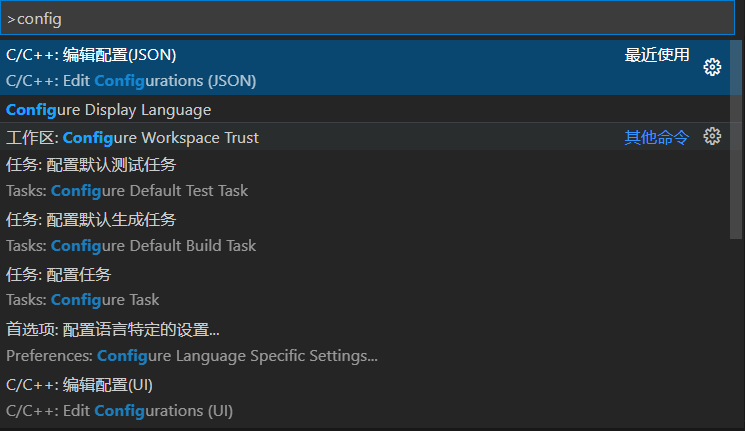 >config
C/C++: 编辑配置(JSON) 最近使用
C/C++: Edit Configurations (JSON)
Configure Display Language
工作区: Configure Workspace Trust 其他命令
任务: 配置默认测试任务
Tasks: Configure Default Test Task
任务: 配置默认生成任务
Tasks: Configure Default Build Task
任务: 配置任务
Tasks: Configure Task
首选项: 配置语言特定的设置...
Preferences: Configure Language Specific Settings...
C/C++: 编辑配置(UI)
C/C++: Edit Configurations (UI)